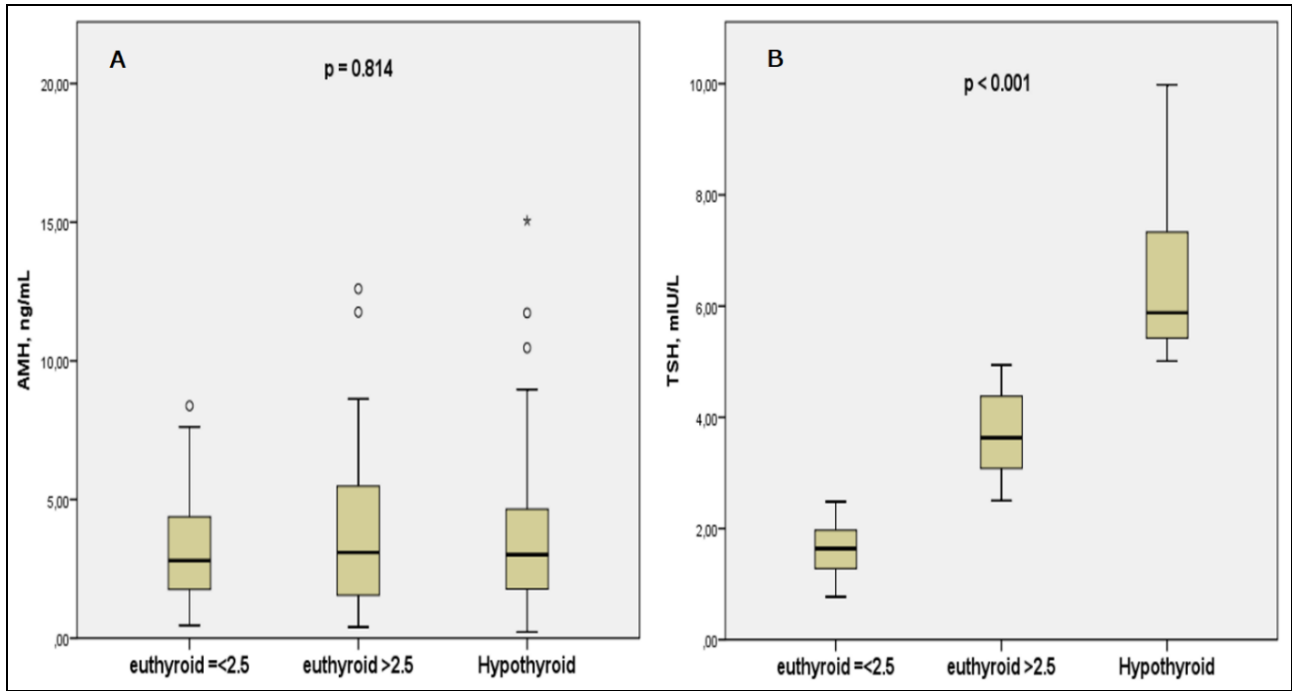 A
p = 0.814
20,00
15,00
10,00
5,00
,00
AMH, ng/mL
euthyroid =<2.5
euthyroid >2.5
Hypothyroid
B
p < 0.001
10,00
8,00
6,00
4,00
2,00
,00
TSH, mIU/L
euthyroid =<2.5
euthyroid >2.5
Hypothyroid